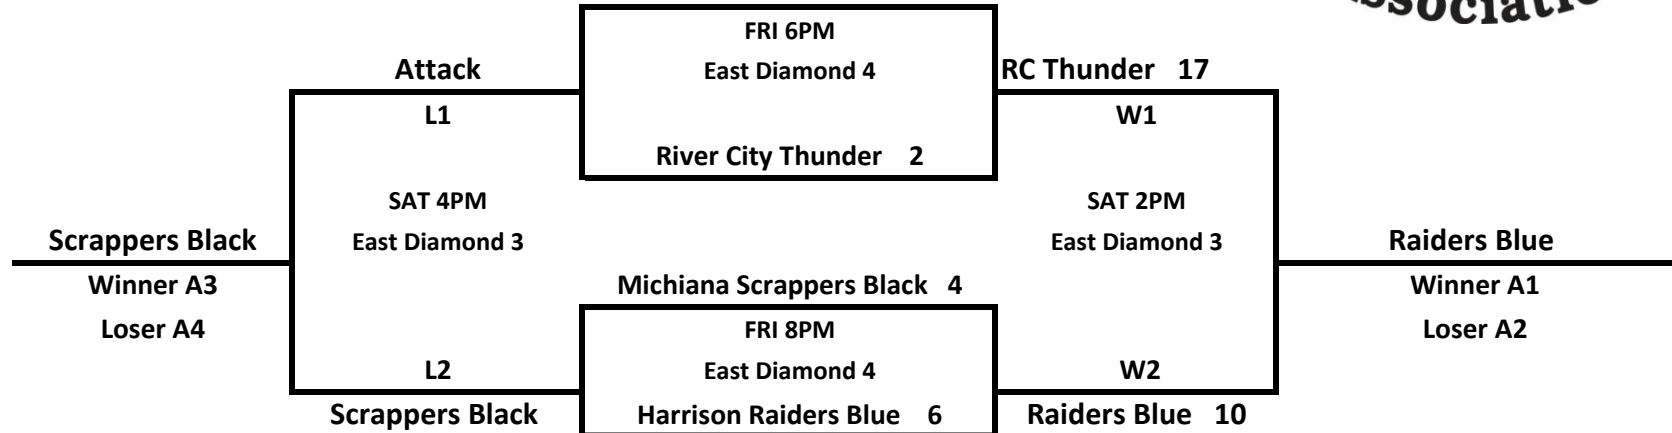 FRI 6PM
Attack
East Diamond 4
RC Thunder 17
L1
W1
River City Thunder 2
SAT 4PM
SAT 2PM
Scrappers Black
East Diamond 3
East Diamond 3
Raiders Blue
Winner A3
Michiana Scrappers Black 4
Winner A1
Loser A4
FRI 8PM
Loser A2
L2
East Diamond 4
W2
Scrappers Black
Harrison Raiders Blue 6
Raiders Blue 10